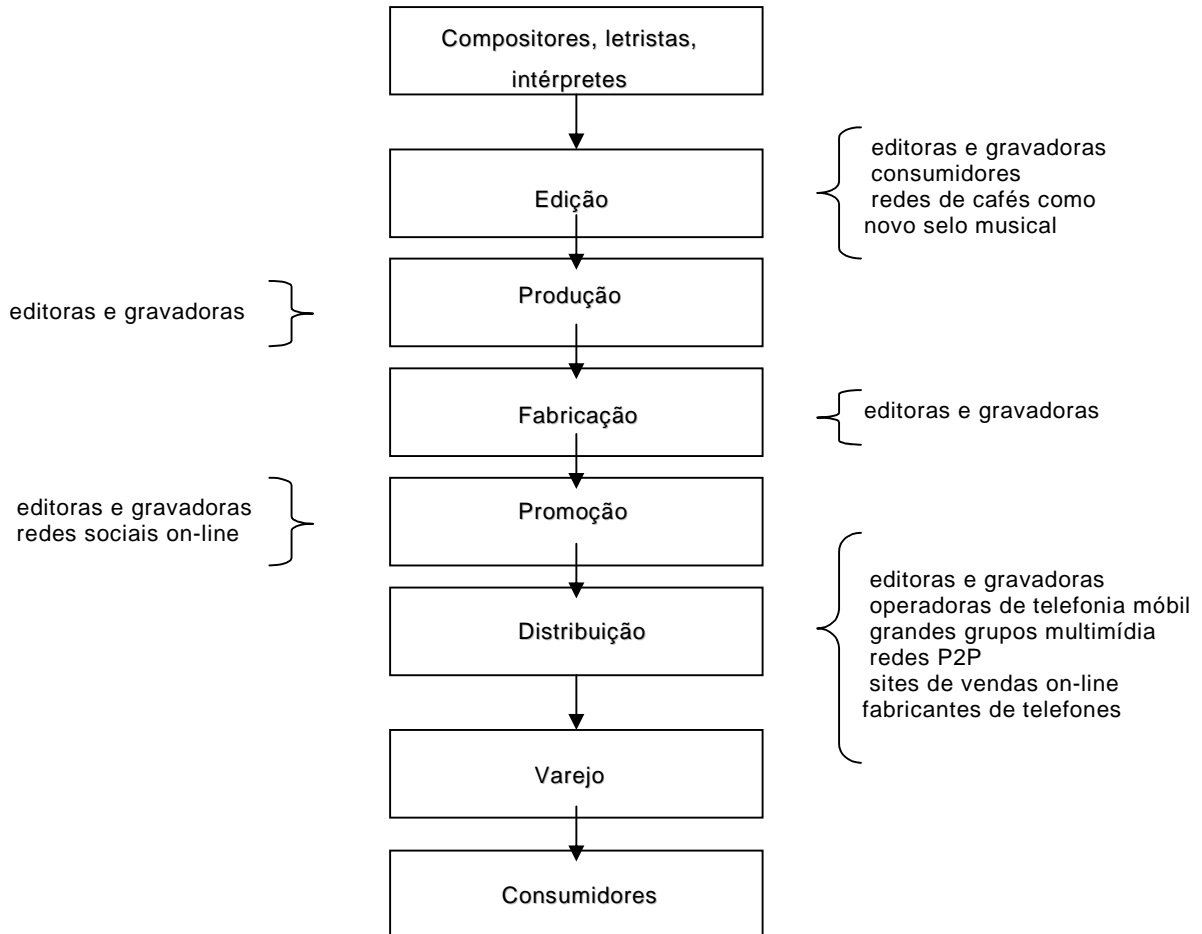 Compositores, letristas,
intérpretes
editoras e gravadoras
consumidores
redes de cafés como
novo selo musical
Edição
Produção
editoras e gravadoras
Fabricação
editoras e gravadoras
editoras e gravadoras
redes sociais on-line
Promoção
editoras e gravadoras
operadoras de telefonia móbil
grandes grupos multimídia
redes P2P
sites de vendas on-line
fabricantes de telefones
Distribuição
Varejo
Consumidores